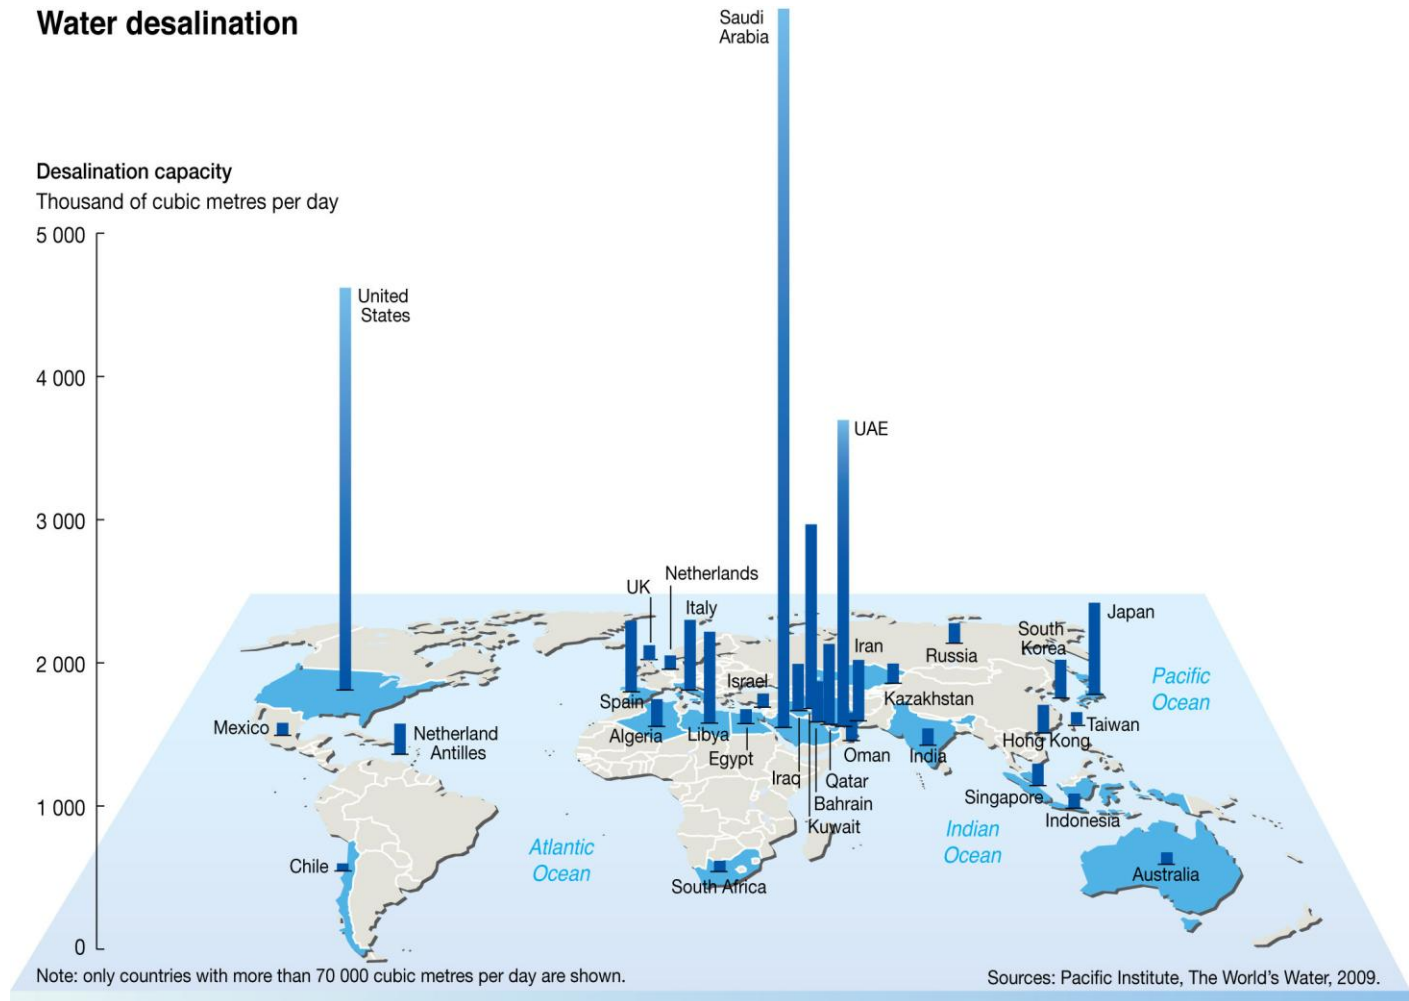 Water desalination
Saudi
Arabia
Desalination capacity
Thousand of cubic metres per day
5 000
4 000
3 000
2 000
1 000
0
United
States
UAE
UK
Netherlands
Italy
Spain
Algeria
Libya
Israel
Egypt
Iraq
Iran
Qatar
Bahrain
Kuwait
Oman
Kazakhstan
Russia
India
South
Korea
Japan
Pacific
Ocean
Taiwan
Hong Kong
Singapore
Indonesia
Mexico
Netherland
Antilles
Chile
Atlantic
Ocean
South Africa
Indian
Ocean
Australia
Note: only countries with more than 70 000 cubic metres per day are shown.
Sources: Pacific Institute, The World's Water, 2009.